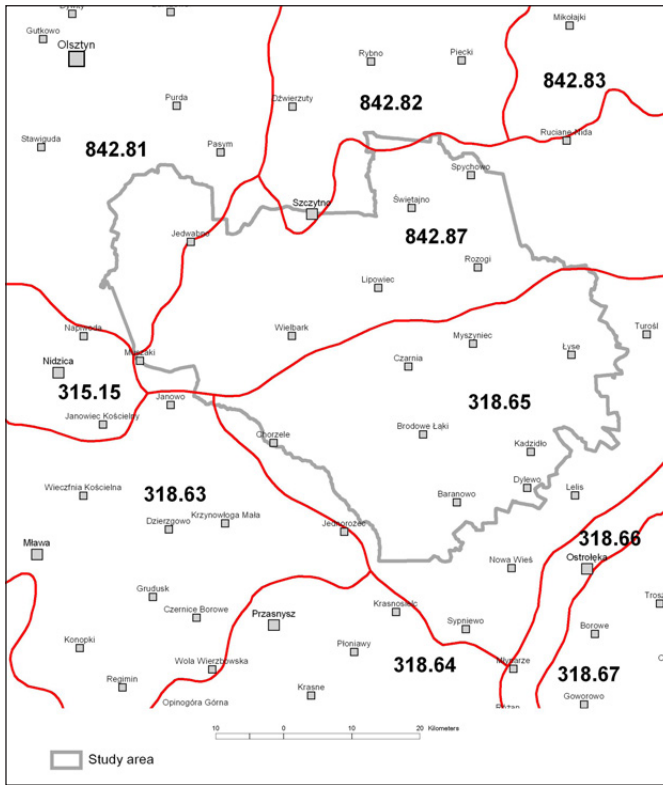 Gutkowo
Olsztyn
Mikołajki
Rybno
Piecki
842.83
Purda
Dźwierzuty
842.82
Stawiguda
842.81
Pasym
Ruciane-Nida
Spychowo
Szczytno
Świętajno
Jedwabno
842.87
Rozogi
Lipowiec
Napiwoda
Wielbark
Myszyniec
Turośl
Muszaki
Łyse
Nidzica
Czarnia
315.15
Janowo
318.65
Janowiec Kościelny
Chorzele
Brodowe Łąki
Kadzidło
Wieczfnia Kościelna
318.63
Dylewo
Lelis
Krzynowłoga Mała
Baranowo
Dzierzgowo
Jednorożec
318.66
Mława
Nowa Wieś
Ostrołęka
Grudusk
Krasnosielc
Czernice Borowe
Przasnysz
Sypniewo
Borowe
Konopki
Płoniawy
Wola Wierzbowska
318.64
Młynarze
318.67
Regimin
Krasne
Opinogóra Górna
Goworowo
10 0 10 20 Kilometers
Study area